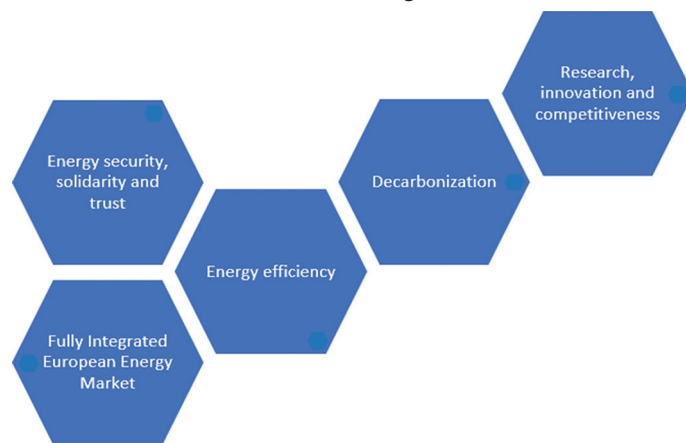 Research,
innovation and
competitiveness
Energy security,
solidarity and
trust
Decarbonization
Energy efficiency
Fully Integrated
European Energy
Market